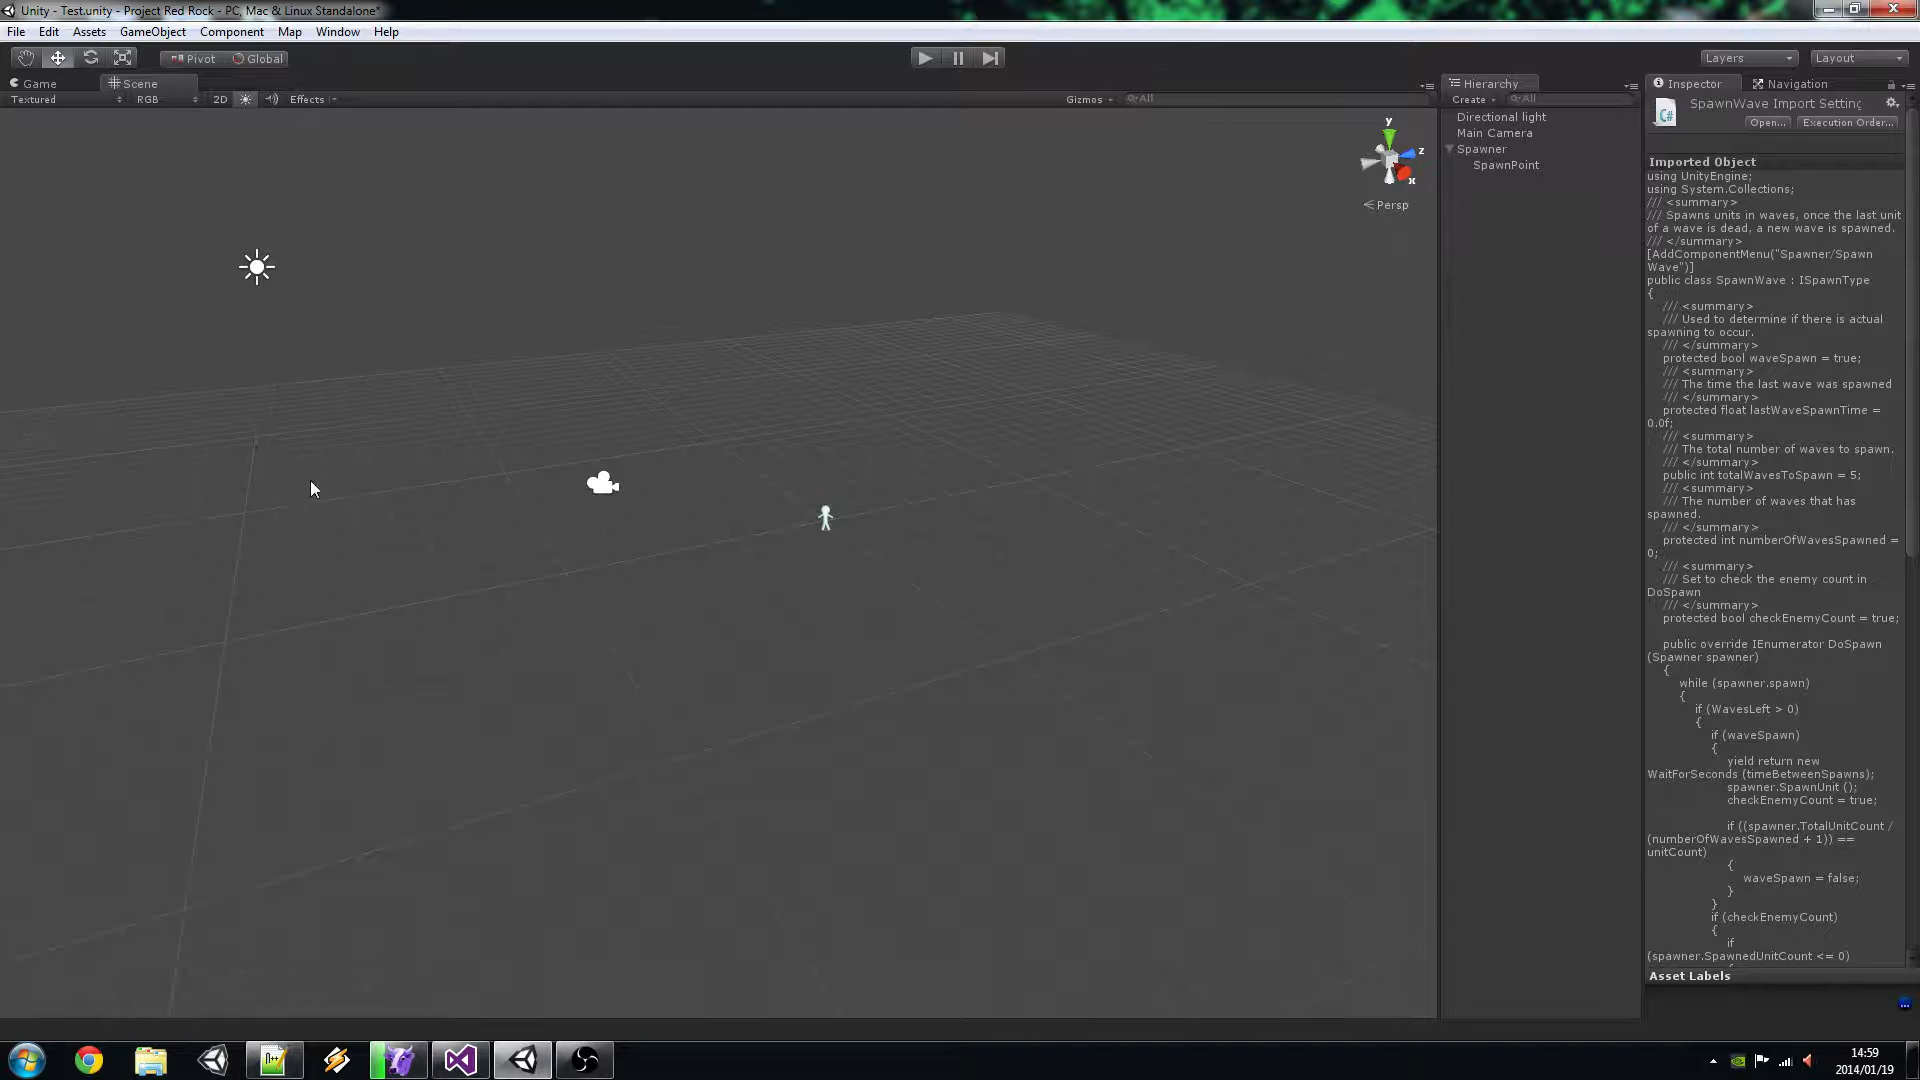 Unity - Test.unity - Project Red Rock - PC, Mac & Linux Standalone*
File Edit Assets GameObject Component Map Window Help
Pivot Global Layers Layout
Game Scene
Textured RGB 2D Effects Gizmos All
y
z
x
Persp
Hierarchy
Create All
Directional light
Main Camera
Spawner
SpawnPoint
Inspector Navigation
SpawnWave Import Setting
C#
Open... Execution Order...
Imported Object
using UnityEngine;
using System.Collections;
/// <summary>
/// Spawns units in waves, once the last unit
of a wave is dead, a new wave is spawned.
/// </summary>
[AddComponentMenu("Spawner/Spawn
Wave")]
public class SpawnWave : ISpawnType
{
/// <summary>
/// Used to determine if there is actual
spawning to occur.
/// </summary>
protected bool waveSpawn = true;
/// <summary>
/// The time the last wave was spawned
/// </summary>
protected float lastWaveSpawnTime =
0.0f;
/// <summary>
/// The total number of waves to spawn.
/// </summary>
public int totalWavesToSpawn = 5;
/// <summary>
/// The number of waves that has
spawned.
/// </summary>
protected int numberOfWavesSpawned =
0;
/// <summary>
/// Set to check the enemy count in
DoSpawn
/// </summary>
protected bool checkEnemyCount = true;
public override IEnumerator DoSpawn
(Spawner spawner)
{
while (spawner.spawn)
{
if (WavesLeft > 0)
{
if (waveSpawn)
{
yield return new
WaitForSeconds (timeBetweenSpawns);
spawner.SpawnUnit ();
checkEnemyCount = true;
if ((spawner.TotalUnitCount /
(numberOfWavesSpawned + 1)) ==
unitCount)
{
waveSpawn = false;
}
}
if (checkEnemyCount)
{
if
(spawner.SpawnedUnitCount <= 0)
Asset Labels
14:59
2014/01/19